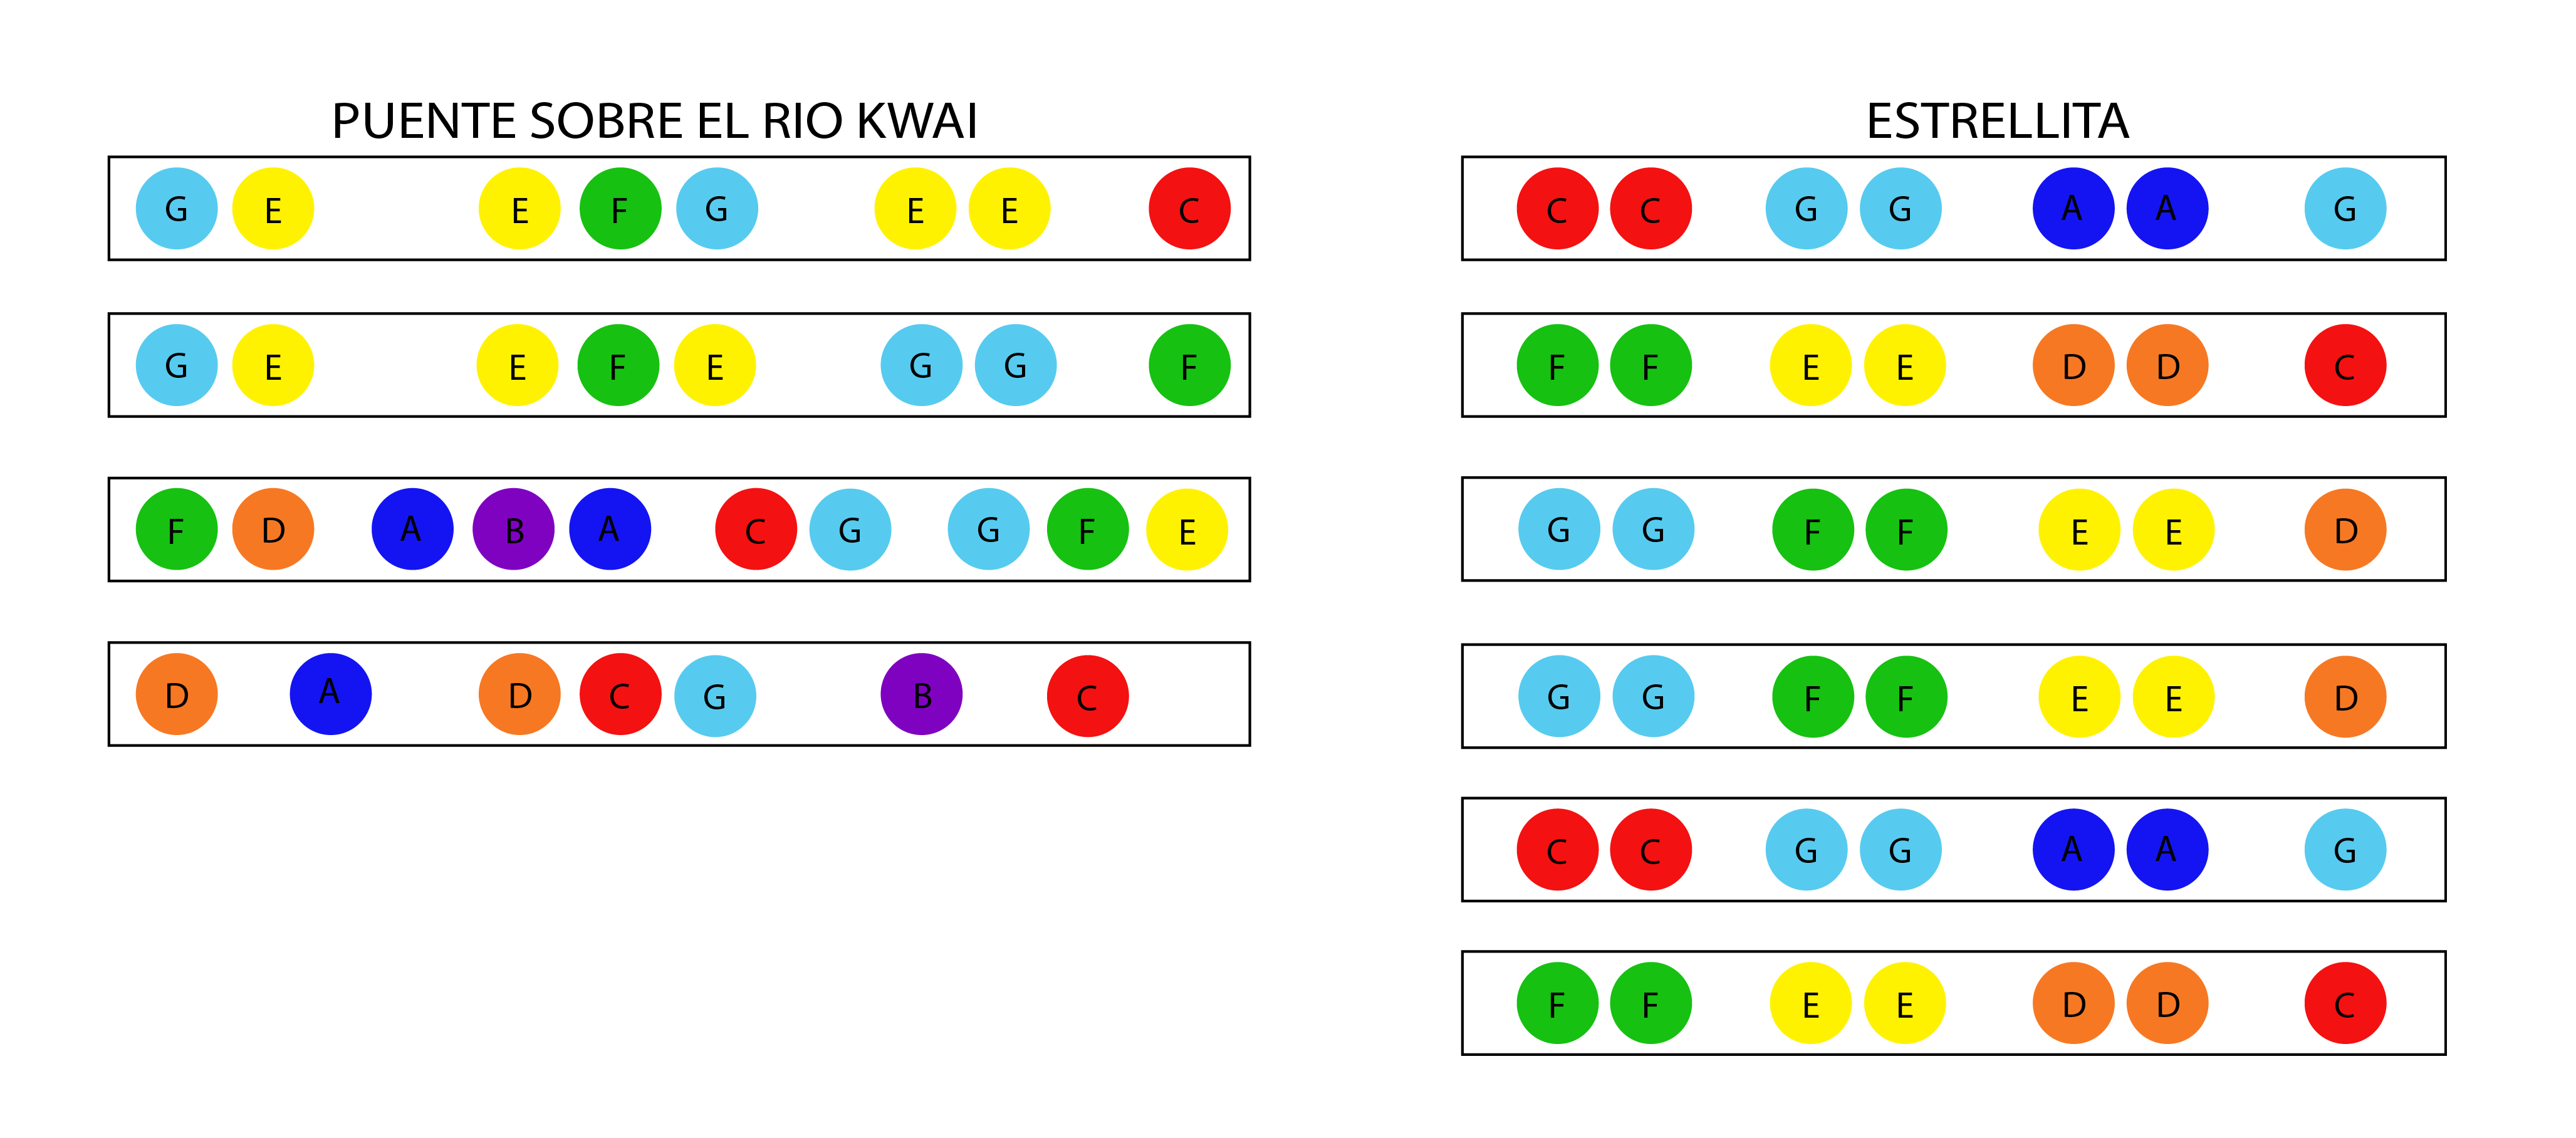 PUENTE SOBRE EL RIO KWAI
G E E F G E E C
G E E F E G G F
F D A B A C G G F E
D A D C G B C
ESTRELLITA
C C G G A A G
F F E E D D C
G G F F E E D
G G F F E E D
C C G G A A G
F F E E D D C